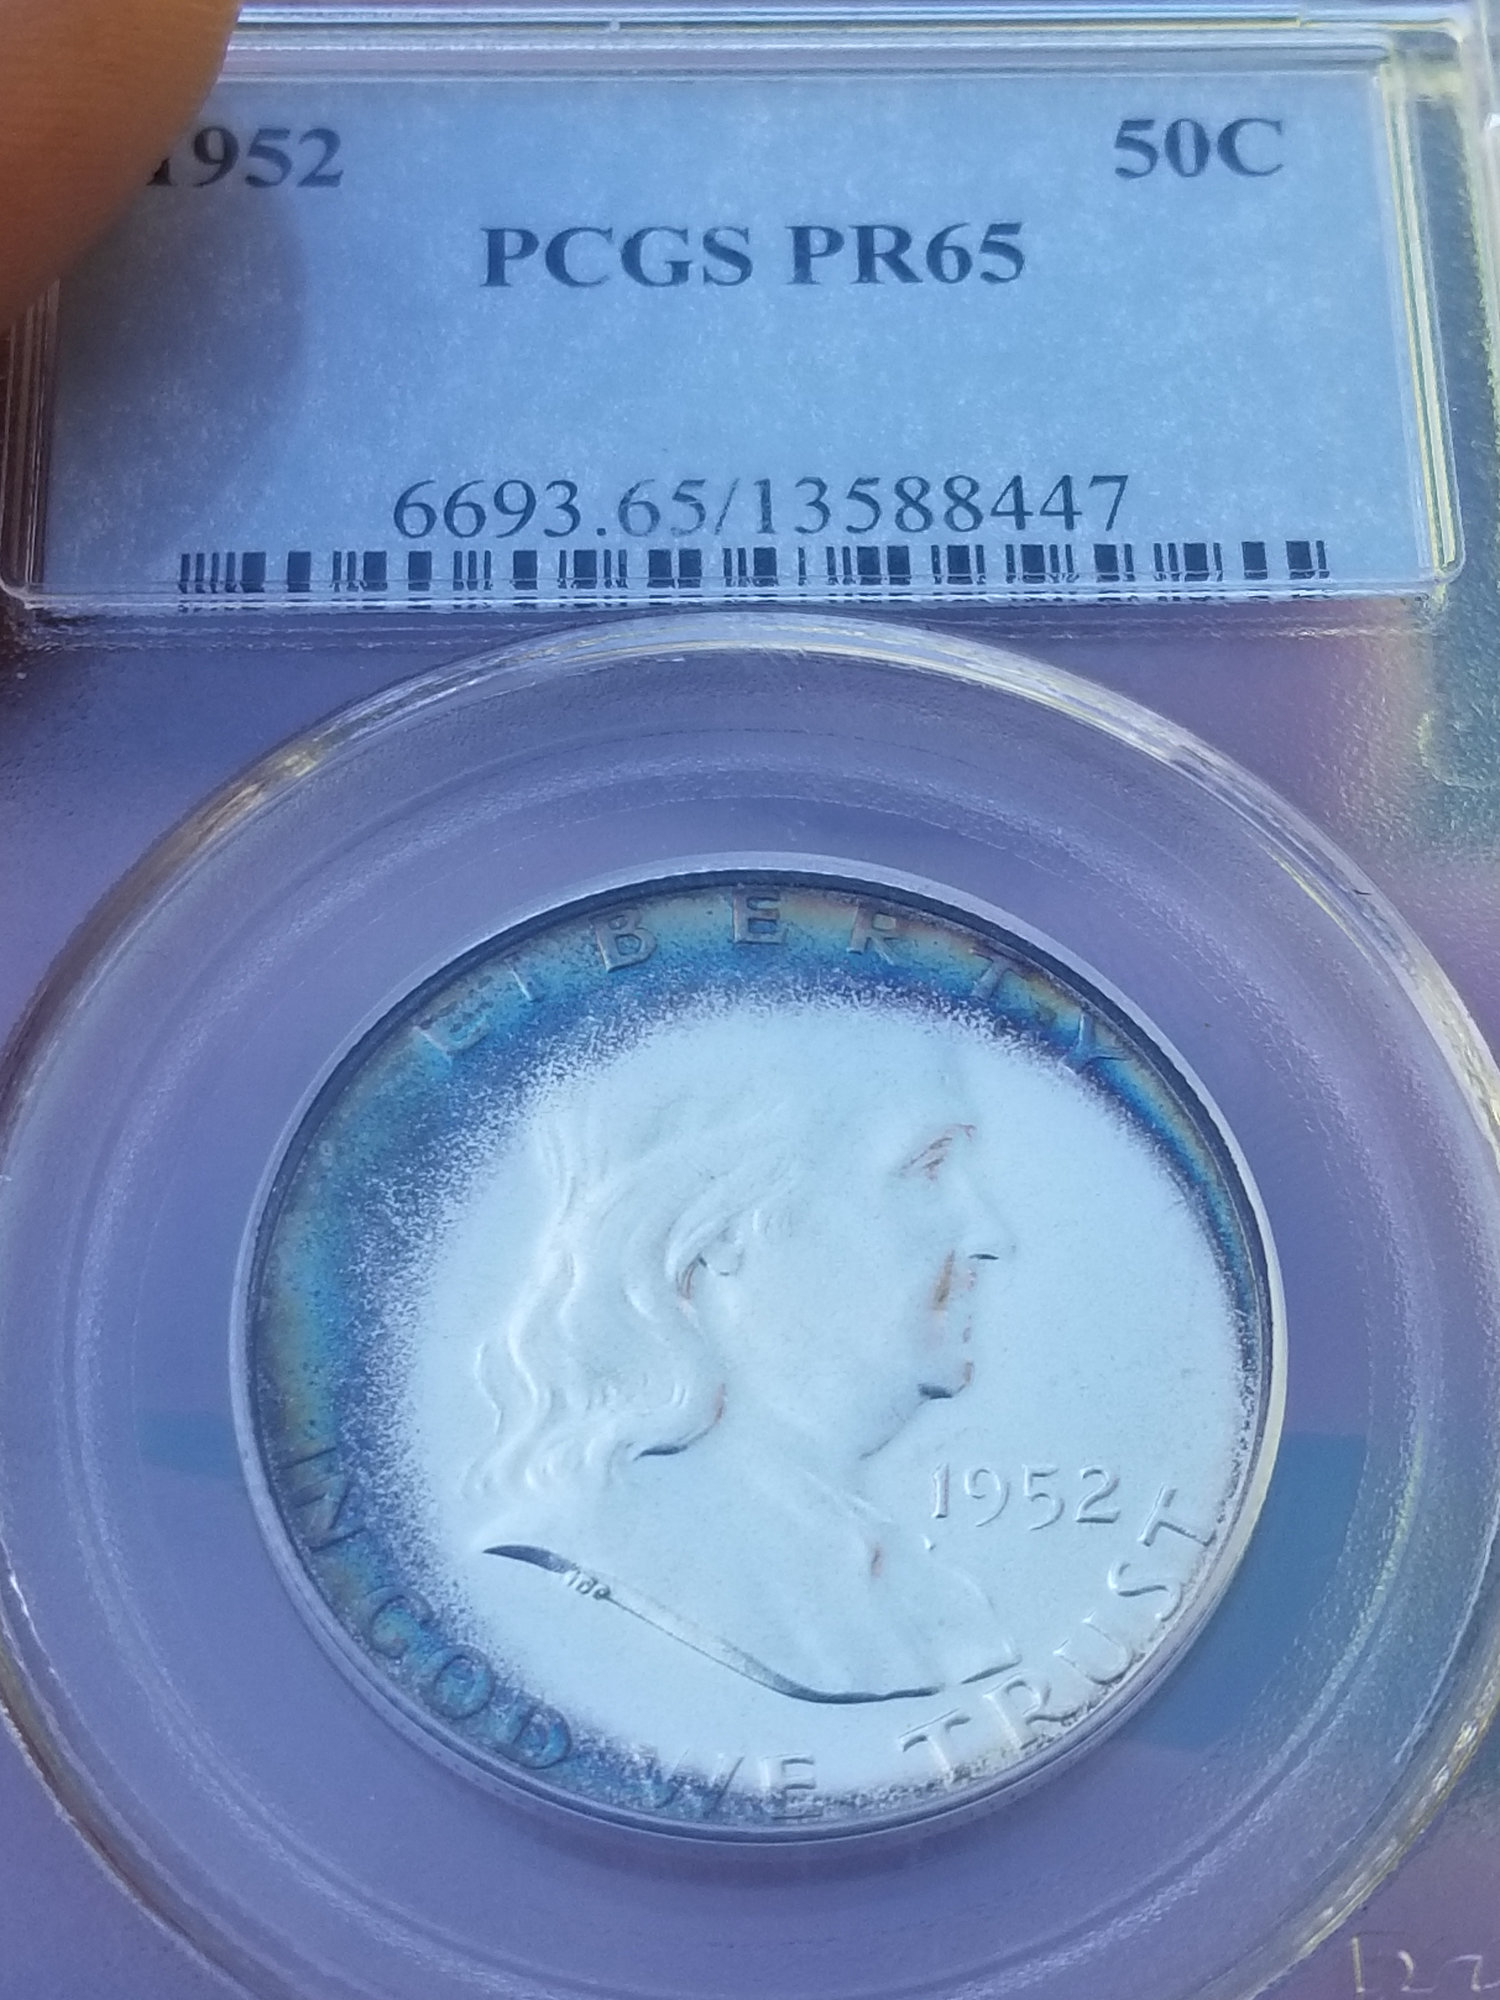 1952 50C
PCGS PR65
6693.65/13588447
LIBERTY
1952
IN GOD WE TRUST